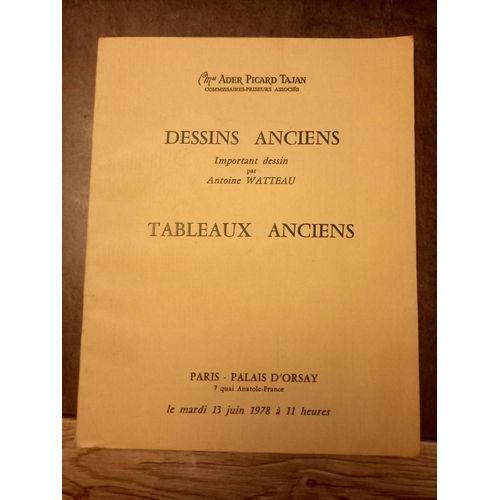 Mes ADER PICARD TAJAN
COMMISSAIRES-PRISEURS ASSOCIÉS
DESSINS ANCIENS
Important dessin
par
Antoine WATTEAU
TABLEAUX ANCIENS
PARIS - PALAIS D'ORSAY
7 quai Anatole-France
le mardi 13 juin 1978 à 11 heures